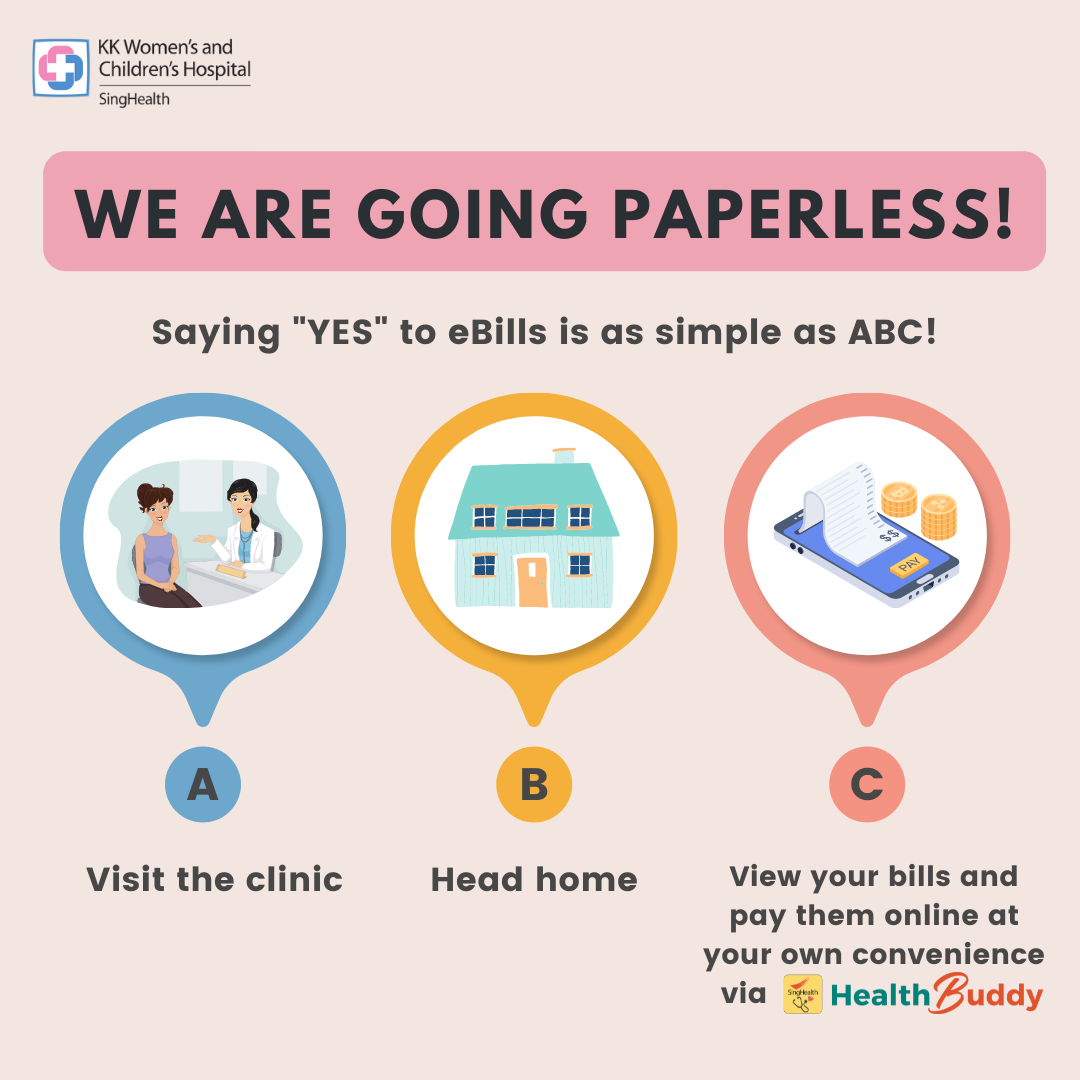 KK Women's and
Children's Hospital
SingHealth
WE ARE GOING PAPERLESS!
Saying "YES" to eBills is as simple as ABC!
$$
PAY
A
B
C
Visit the clinic
Head home
View your bills and
pay them online at
your own convenience
via SingHealth HealthBuddy